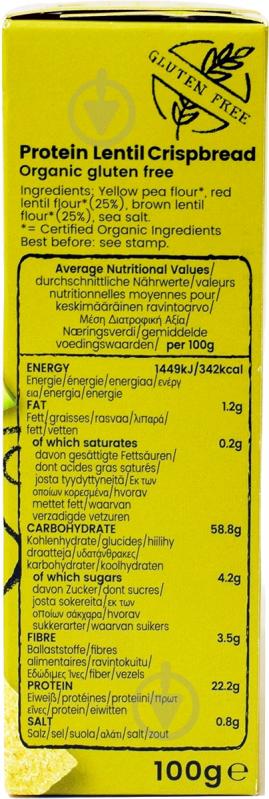 GLUTEN FREE
Protein Lentil Crispbread
Organic gluten free
Ingredients: Yellow pea flour*, red
lentil flour*(25%), brown lentil
flour*(25%), sea salt.
*= Certified Organic Ingredients
Best before: see stamp.
Average Nutritional Values/
durchschnittliche Nährwerte/valeurs
nutritionnelles moyennes pour/
keskimääräinen ravintoarvo/
Μέση Διατροφική Αξία/
Næringsverdi/gemiddelde
voedingswaarden/ per 100g
ENERGY 1449kJ/342kcal
Energie/énergie/energiaa/ενέργ
εια/energia/energie
FAT 1.2g
Fett/graisses/rasvaa/λιπαρά/
fett/vetten
of which saturates 0.2g
davon gesättigte Fettsäuren/
dont acides gras saturés/
josta tyydyttyneitä/εκ των
οποίων κορεσμένα/hvorav
mettet fett/waarvan
verzadigde vetzuren
CARBOHYDRATE 58.8g
Kohlenhydrate/glucides/hiilihy
draatteja/υδατάνθρακες/
karbohydrater/koolhydraten
of which sugars 4.2g
davon Zucker/dont sucres/
josta sokereita/εκ των
οποίων σάκχαρα/hvorav
sukkerarter/waarvan suikers
FIBRE 3.5g
Ballaststoffe/fibres
alimentaires/ravintokuitu/
Εδώδιμες ίνες/fiber/vezels
PROTEIN 22.2g
Eiweiß/protéines/proteiini/πρωτ
εΐνες/protein/eiwitten
SALT 0.8g
Salz/sel/suola/αλάτι/salt/zout
100g e